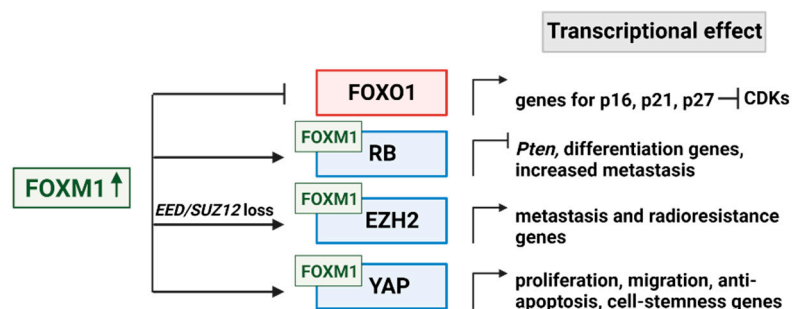 Transcriptional effect
FOXO1
genes for p16, p21, p27 CDKs
FOXM1
RB
Pten, differentiation genes,
increased metastasis
FOXM1
EED/SUZ12 loss
FOXM1
EZH2
metastasis and radioresistance
genes
FOXM1
YAP
proliferation, migration, anti-
apoptosis, cell-stemness genes